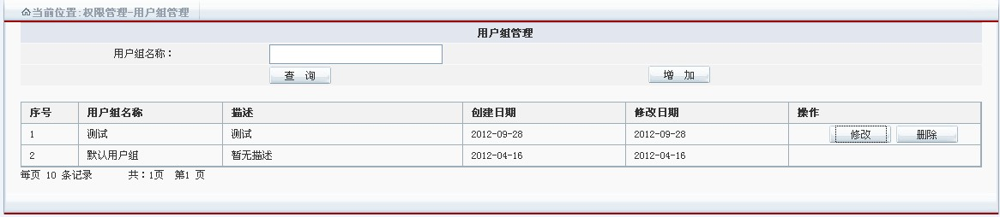 当前位置:权限管理-用户组管理
用户组管理
用户组名称：
查 询 增 加
序号 用户组名称 描述 创建日期 修改日期 操作
1 测试 测试 2012-09-28 2012-09-28 修改 删除
2 默认用户组 暂无描述 2012-04-16 2012-04-16
每页 10 条记录 共：1页 第1 页